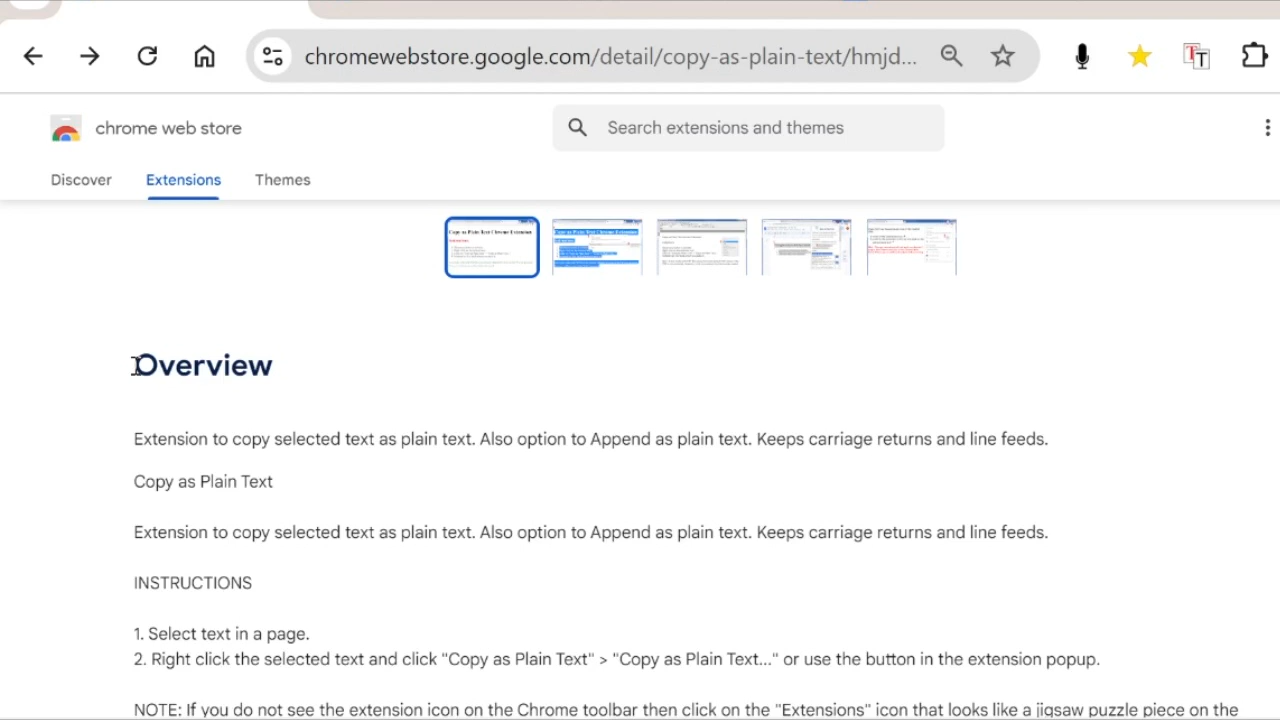 chromewebstore.google.com/detail/copy-as-plain-text/hmjd...
chrome web store
Search extensions and themes
Discover
Extensions
Themes
Overview
Extension to copy selected text as plain text. Also option to Append as plain text. Keeps carriage returns and line feeds.
Copy as Plain Text
Extension to copy selected text as plain text. Also option to Append as plain text. Keeps carriage returns and line feeds.
INSTRUCTIONS
1. Select text in a page.
2. Right click the selected text and click "Copy as Plain Text" > "Copy as Plain Text..." or use the button in the extension popup.
NOTE: If you do not see the extension icon on the Chrome toolbar then click on the "Extensions" icon that looks like a jigsaw puzzle piece on the